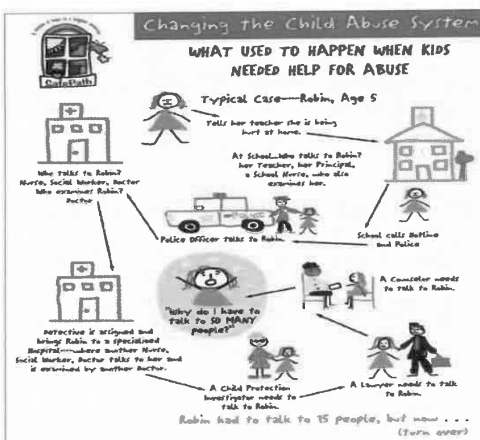 Changing the Child Abuse System
SafePath
WHAT USED TO HAPPEN WHEN KIDS
NEEDED HELP FOR ABUSE
Typical Case—Robin, Age 5
Tells her teacher she is being
hurt at home.
At School...Who talks to Robin?
her Teacher, her Principal,
a School Nurse, who also
examines her.
School calls Hotline
and Police
Police Officer talks to Robin.
Who talks to Robin?
Nurse, Social Worker, Doctor
Who examines Robin?
Doctor
Detective is assigned and
brings Robin to a specialized
Hospital—where another Nurse,
Social Worker, Doctor talks to her and
is examined by another Doctor.
A Child Protection
Investigator needs to
talk to Robin.
A Lawyer needs to talk
to Robin.
A Counselor needs
to talk to Robin.
"Why do I have to
talk to SO MANY
people?"
Robin had to talk to 15 people, but now ...
(turn over)